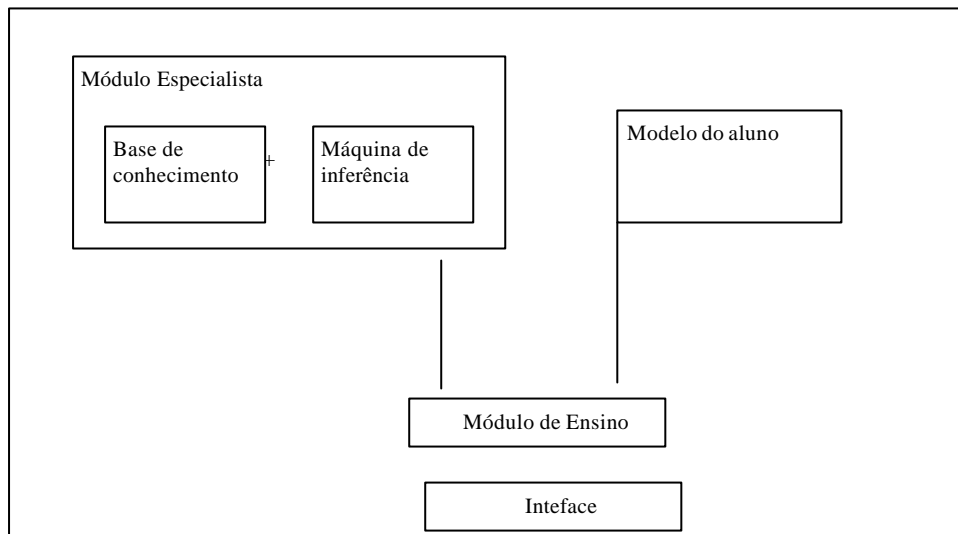 Módulo Especialista
Base de
conhecimento
+
Máquina de
inferência
Modelo do aluno
Módulo de Ensino
Inteface